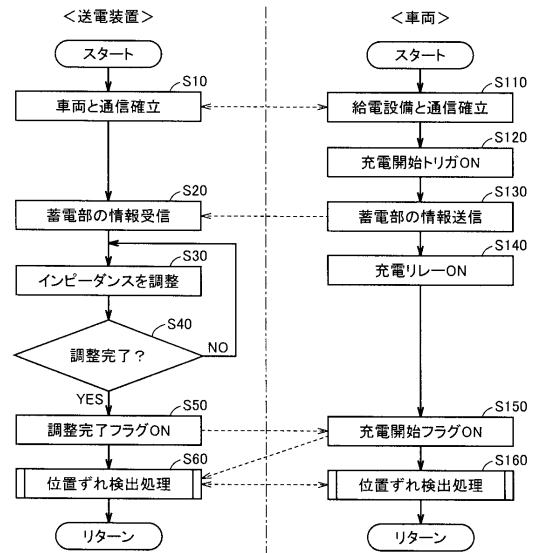 ＜送電装置＞
スタート
S10
車両と通信確立
S20
蓄電部の情報受信
S30
インピーダンスを調整
S40
調整完了？
NO
YES
S50
調整完了フラグON
S60
位置ずれ検出処理
リターン
＜車両＞
スタート
S110
給電設備と通信確立
S120
充電開始トリガON
S130
蓄電部の情報送信
S140
充電リレーON
S150
充電開始フラグON
S160
位置ずれ検出処理
リターン